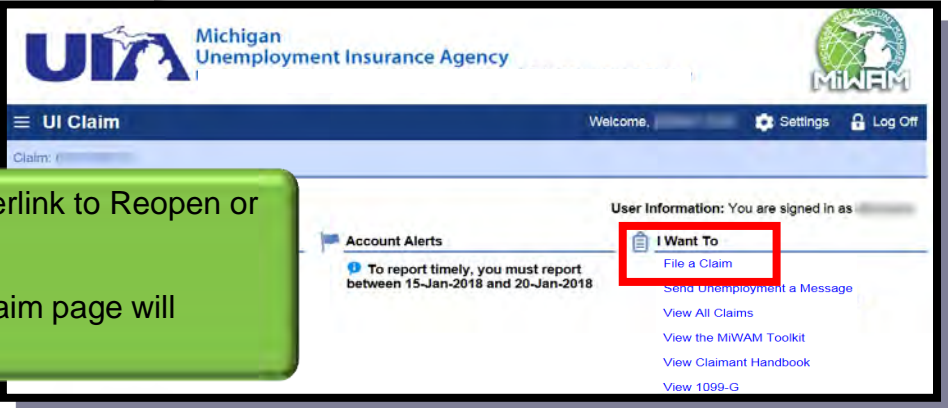 UIA
Michigan
Unemployment Insurance Agency
MiWAM
UI Claim
Welcome,
Settings
Log Off
Claim:
erlink to Reopen or
aim page will
User Information: You are signed in as
Account Alerts
To report timely, you must report
between 15-Jan-2018 and 20-Jan-2018
I Want To
File a Claim
Send Unemployment a Message
View All Claims
View the MiWAM Toolkit
View Claimant Handbook
View 1099-G